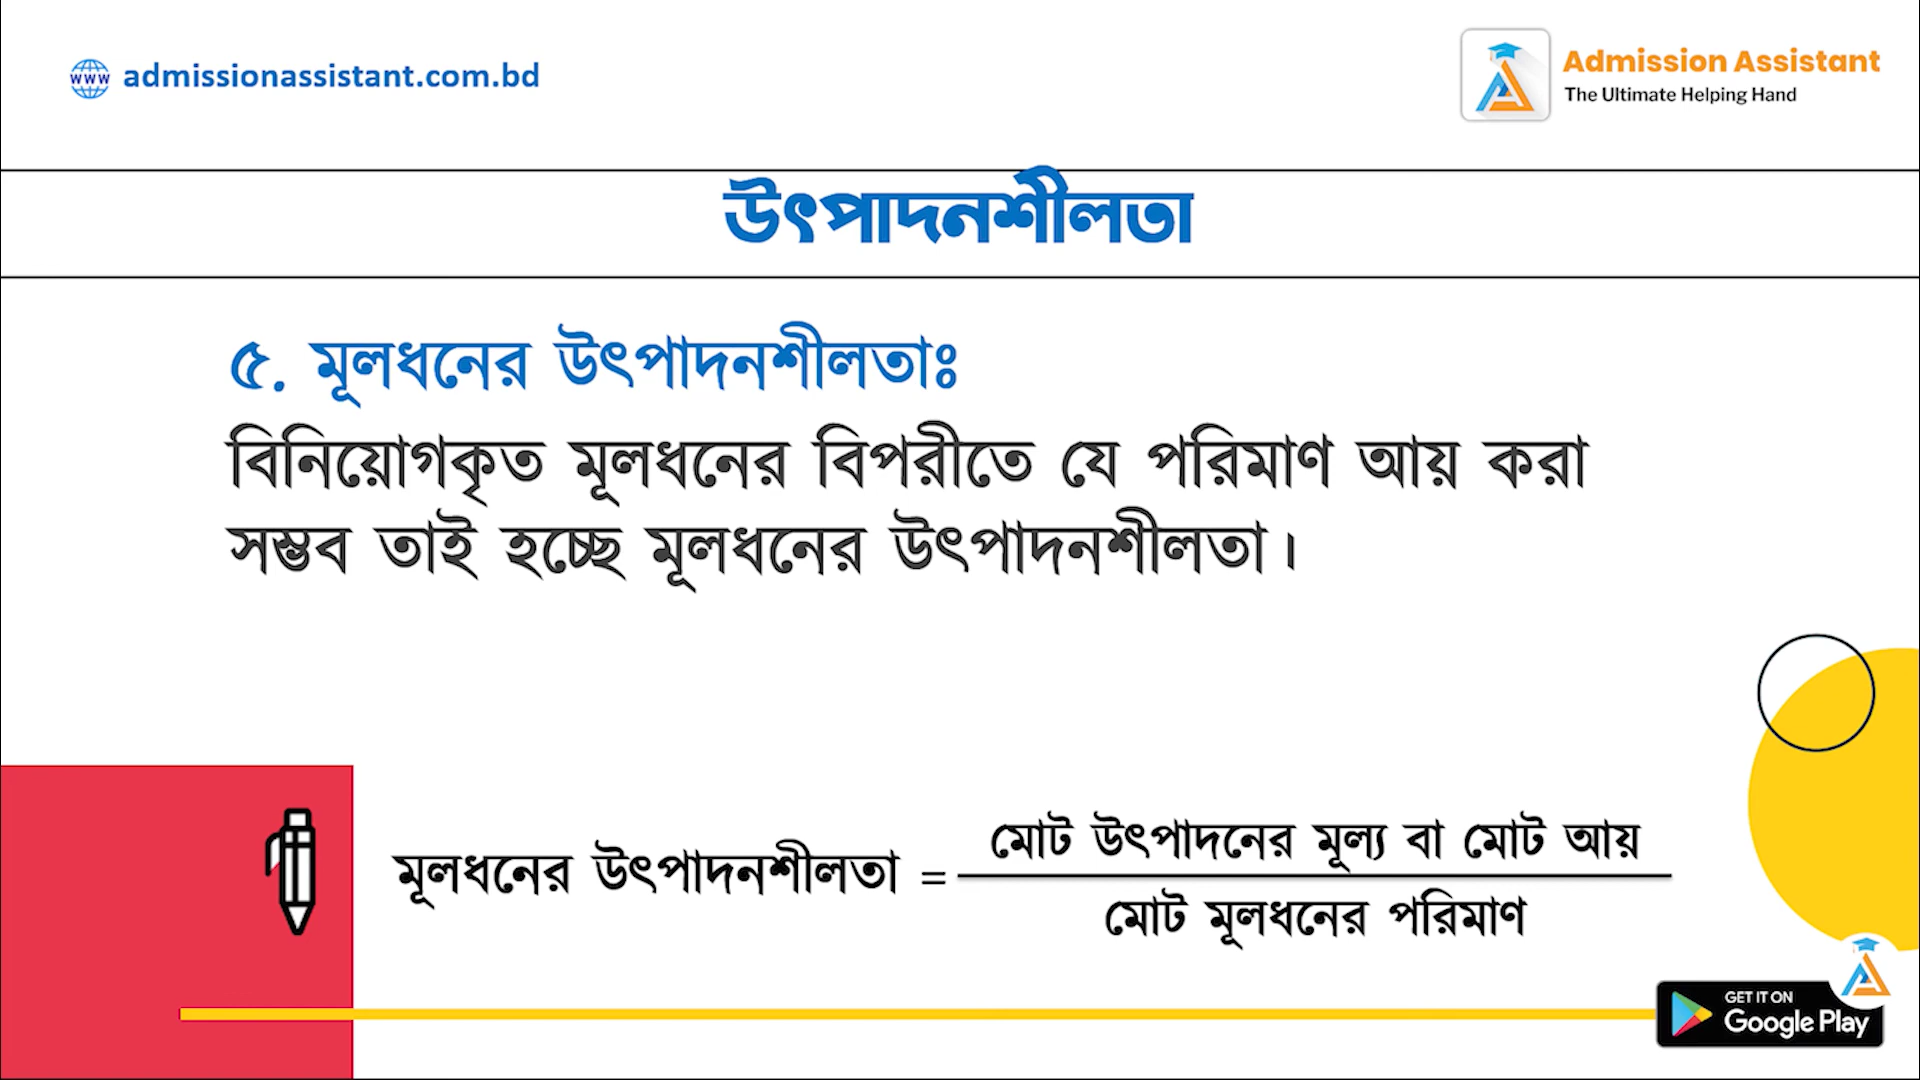 www admissionassistant.com.bd
Admission Assistant
The Ultimate Helping Hand
উৎপাদনশীলতা
৫. মূলধনের উৎপাদনশীলতাঃ
বিনিয়োগকৃত মূলধনের বিপরীতে যে পরিমাণ আয় করা
সম্ভব তাই হচ্ছে মূলধনের উৎপাদনশীলতা।
মোট উৎপাদনের মূল্য বা মোট আয়
মূলধনের উৎপাদনশীলতা =
মোট মূলধনের পরিমাণ
GET IT ON
Google Play